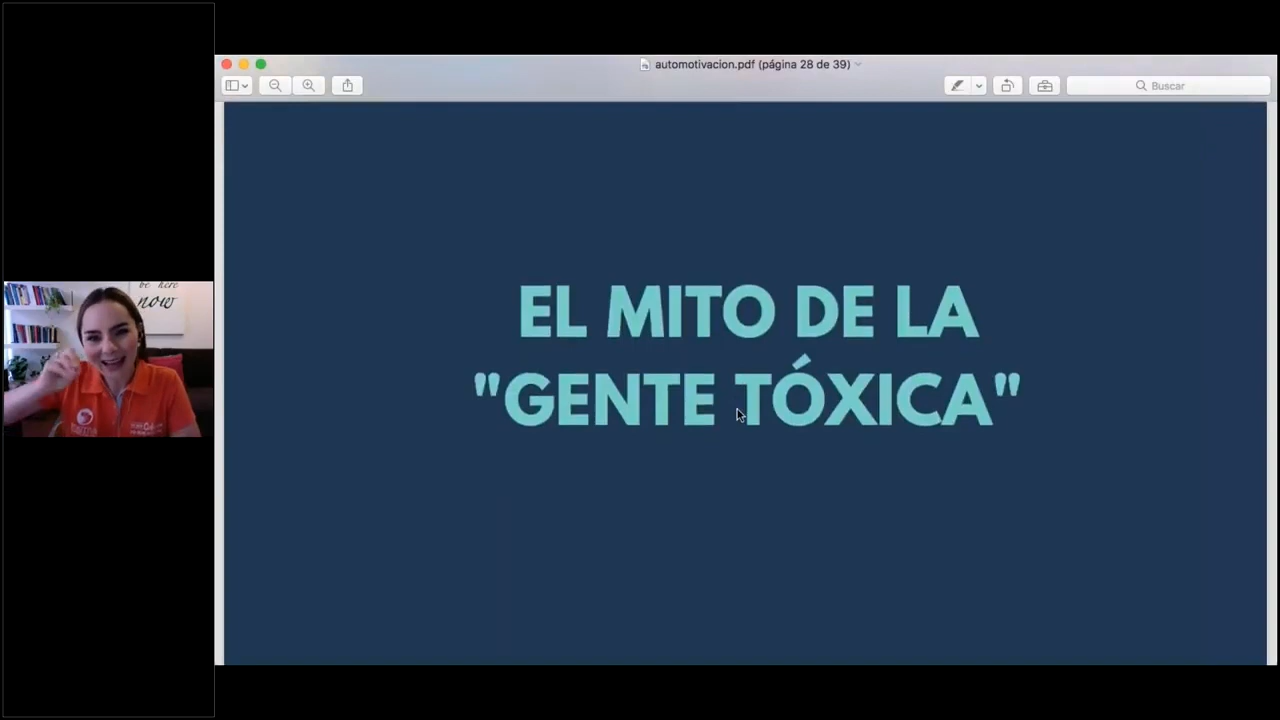 automotivacion.pdf (página 28 de 39)
Buscar
be here
now
EL MITO DE LA
"GENTE TÓXICA"